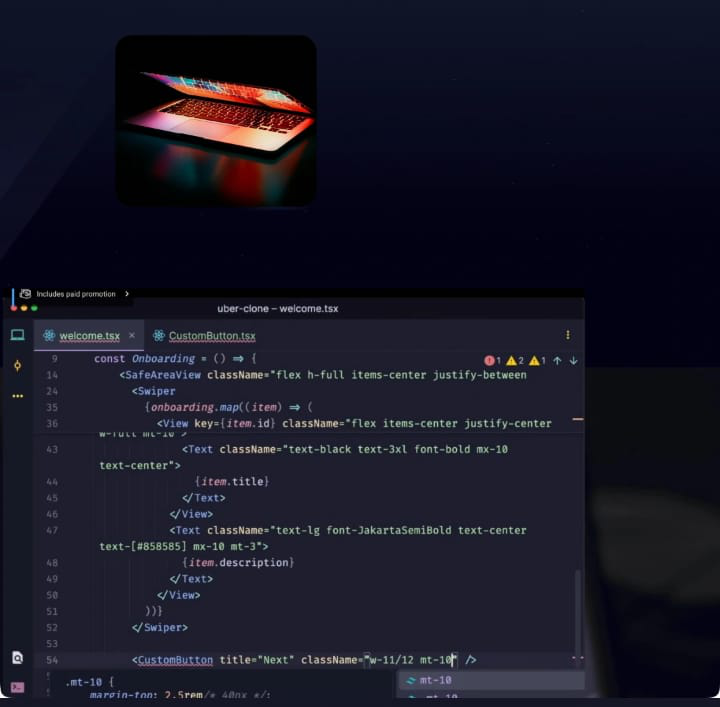 Includes paid promotion
uber-clone – welcome.tsx
welcome.tsx ×
CustomButton.tsx
9 const Onboarding = () => {
1 2 1
14 <SafeAreaView className="flex h-full items-center justify-between
24 <Swiper
35 {onboarding.map((item) => (
36 <View key={item.id} className="flex items-center justify-center
w-full mt-10">
43 <Text className="text-black text-3xl font-bold mx-10
text-center">
44 {item.title}
45 </Text>
46 </View>
47 <Text className="text-lg font-JakartaSemiBold text-center
text-[#858585] mx-10 mt-3">
48 {item.description}
49 </Text>
50 </View>
51 ))}
52 </Swiper>
53
54 <CustomButton title="Next" className="w-11/12 mt-10" />
.mt-10 {
margin-top: 2.5rem/* 40px */;
mt-10
mt-10